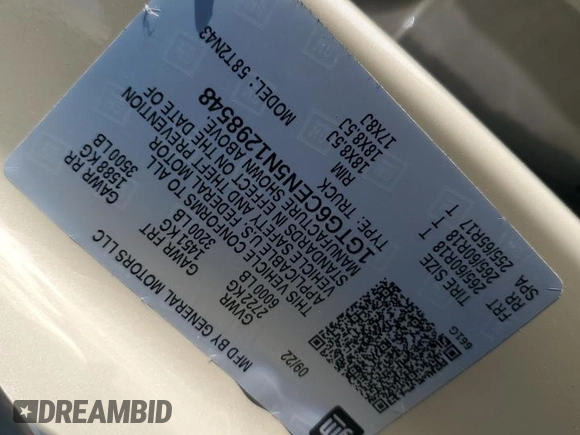 gm
MFD BY GENERAL MOTORS LLC
09/22
GVWR
2722 KG
6000 LB
GAWR FRT
1451 KG
3200 LB
GAWR RR
1588 KG
3500 LB
THIS VEHICLE CONFORMS TO ALL
APPLICABLE U.S. FEDERAL MOTOR
VEHICLE SAFETY AND THEFT PREVENTION
STANDARDS IN EFFECT ON THE DATE OF
MANUFACTURE SHOWN ABOVE.
1GTG6CEN5N1298548
TYPE: TRUCK
MODEL: 58T2N43
TIRE SIZE
RIM
FRT 265/60R18 18X8.5J
RR 265/60R18 18X8.5J
SPA 255/65R17 17X8J
DREAMBID